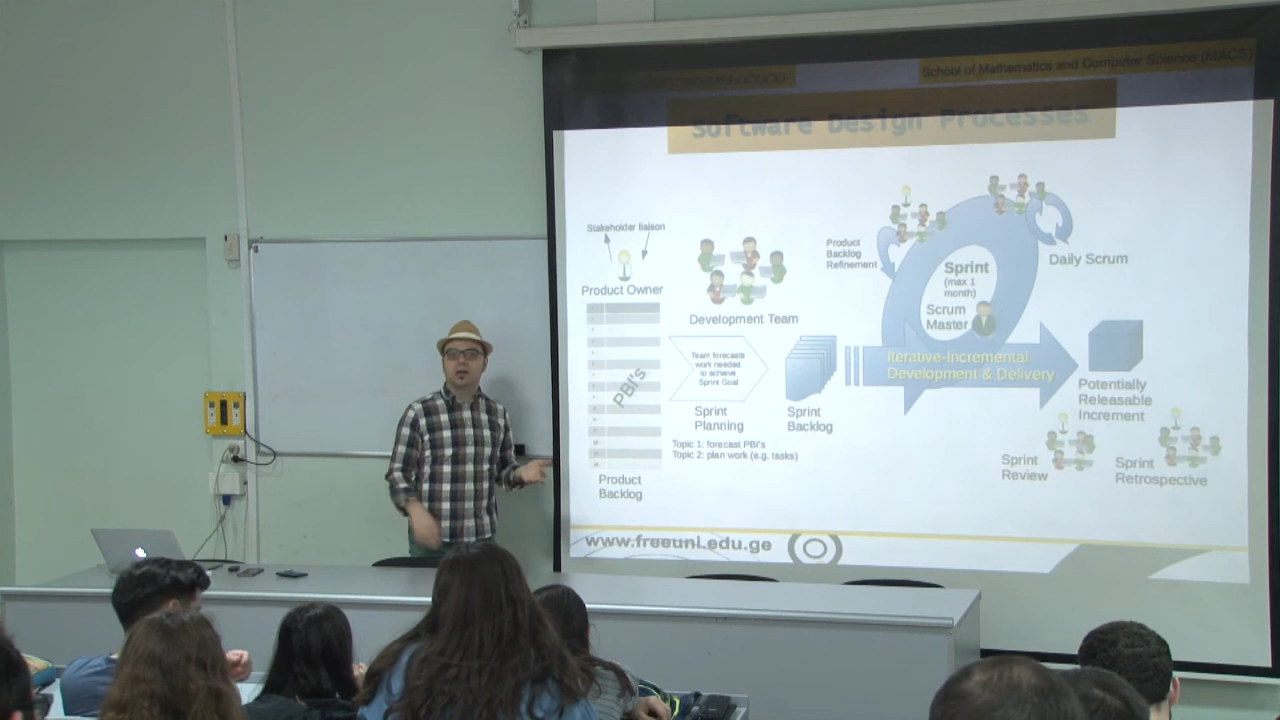 School of Mathematics and Computer Science (MACS)
Software Design Processes
Stakeholder liaison
Product Owner
PBI's
Product
Backlog
Development Team
Team forecasts
work needed
to achieve
Sprint Goal
Sprint
Planning
Topic 1: forecast PBI's
Topic 2: plan work (e.g. tasks)
Sprint
Backlog
Product
Backlog
Refinement
Sprint
(max 1
month)
Scrum
Master
Daily Scrum
Iterative-Incremental
Development & Delivery
Potentially
Releasable
Increment
Sprint
Review
Sprint
Retrospective
www.freeuni.edu.ge